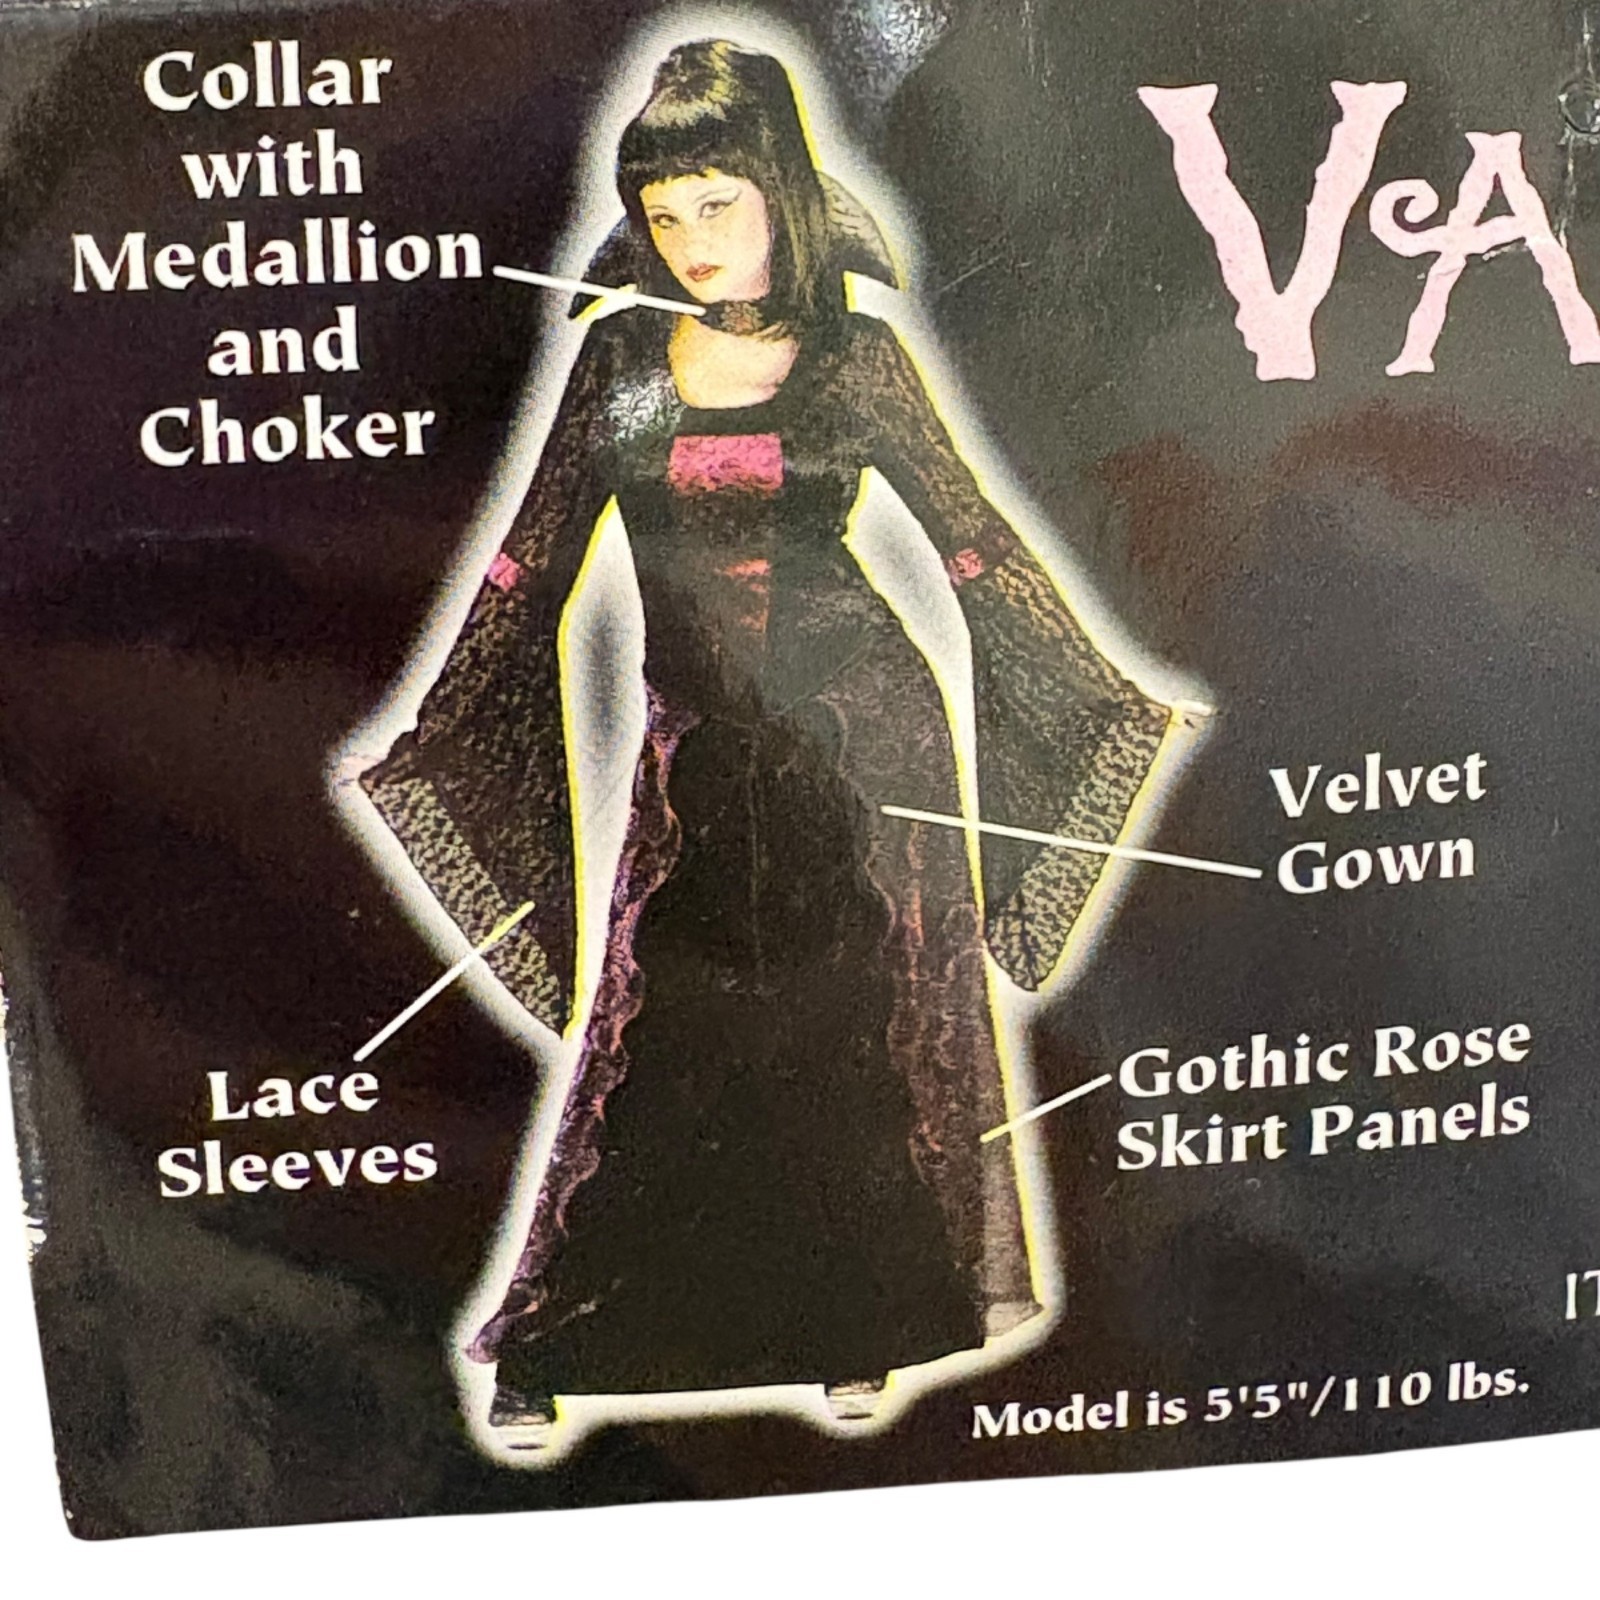 Collar
with
Medallion
and
Choker
VA
Velvet
Gown
Lace
Sleeves
Gothic Rose
Skirt Panels
IT
Model is 5'5"/110 lbs.